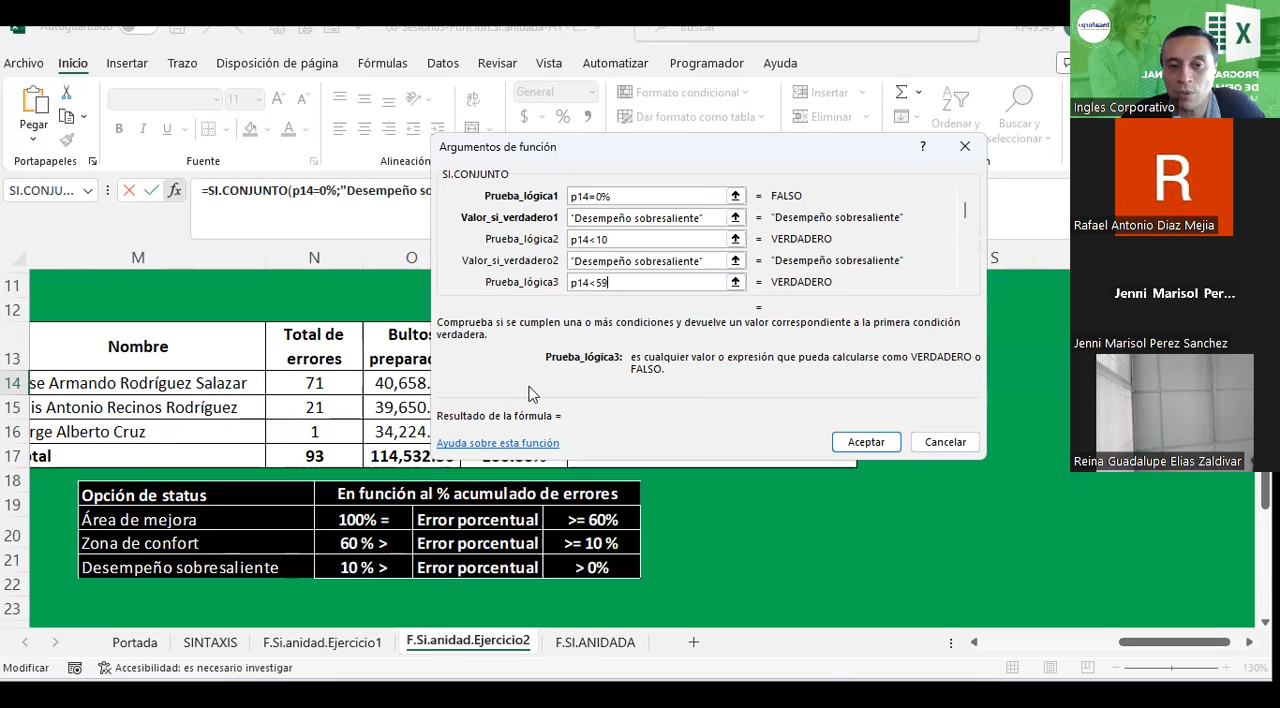 Autoguardado
Buscar
Archivo Inicio Insertar Trazo Disposición de página Fórmulas Datos Revisar Vista Automatizar Programador Ayuda
Pegar
11
General
Formato condicional
Dar formato como tabla
Insertar
Eliminar
Ordenar y
Buscar y
seleccionar
Portapapeles
Fuente
Alineación
SI.CONJU...
=SI.CONJUNTO(p14=0%;"Desempeño so
Argumentos de función
SI.CONJUNTO
Prueba_lógica1 p14=0% = FALSO
Valor_si_verdadero1 "Desempeño sobresaliente" = "Desempeño sobresaliente"
Prueba_lógica2 p14<10 = VERDADERO
Valor_si_verdadero2 "Desempeño sobresaliente" = "Desempeño sobresaliente"
Prueba_lógica3 p14<59 = VERDADERO
=
Comprueba si se cumplen una o más condiciones y devuelve un valor correspondiente a la primera condición
verdadera.
Prueba_lógica3: es cualquier valor o expresión que pueda calcularse como VERDADERO o
FALSO.
Resultado de la fórmula =
Ayuda sobre esta función
Aceptar Cancelar
M N O S
11
12
13 Nombre Total de errores Bultos preparad
14 se Armando Rodríguez Salazar 71 40,658.
15 is Antonio Recinos Rodríguez 21 39,650.
16 rge Alberto Cruz 1 34,224.
17 tal 93
18
19 Opción de status En función al % acumulado de errores
20 Área de mejora 100% = Error porcentual >= 60%
21 Zona de confort 60 % > Error porcentual >= 10 %
22 Desempeño sobresaliente 10 % > Error porcentual > 0%
23
Portada SINTAXIS F.Si.anidad.Ejercicio1 F.Si.anidad.Ejercicio2 F.SI.ANIDADA
Modificar Accesibilidad: es necesario investigar 130%
Insaforp
Ingles Corporativo
R
Rafael Antonio Diaz Mejia
Jenni Marisol Per...
Jenni Marisol Perez Sanchez
Reina Guadalupe Elias Zaldivar